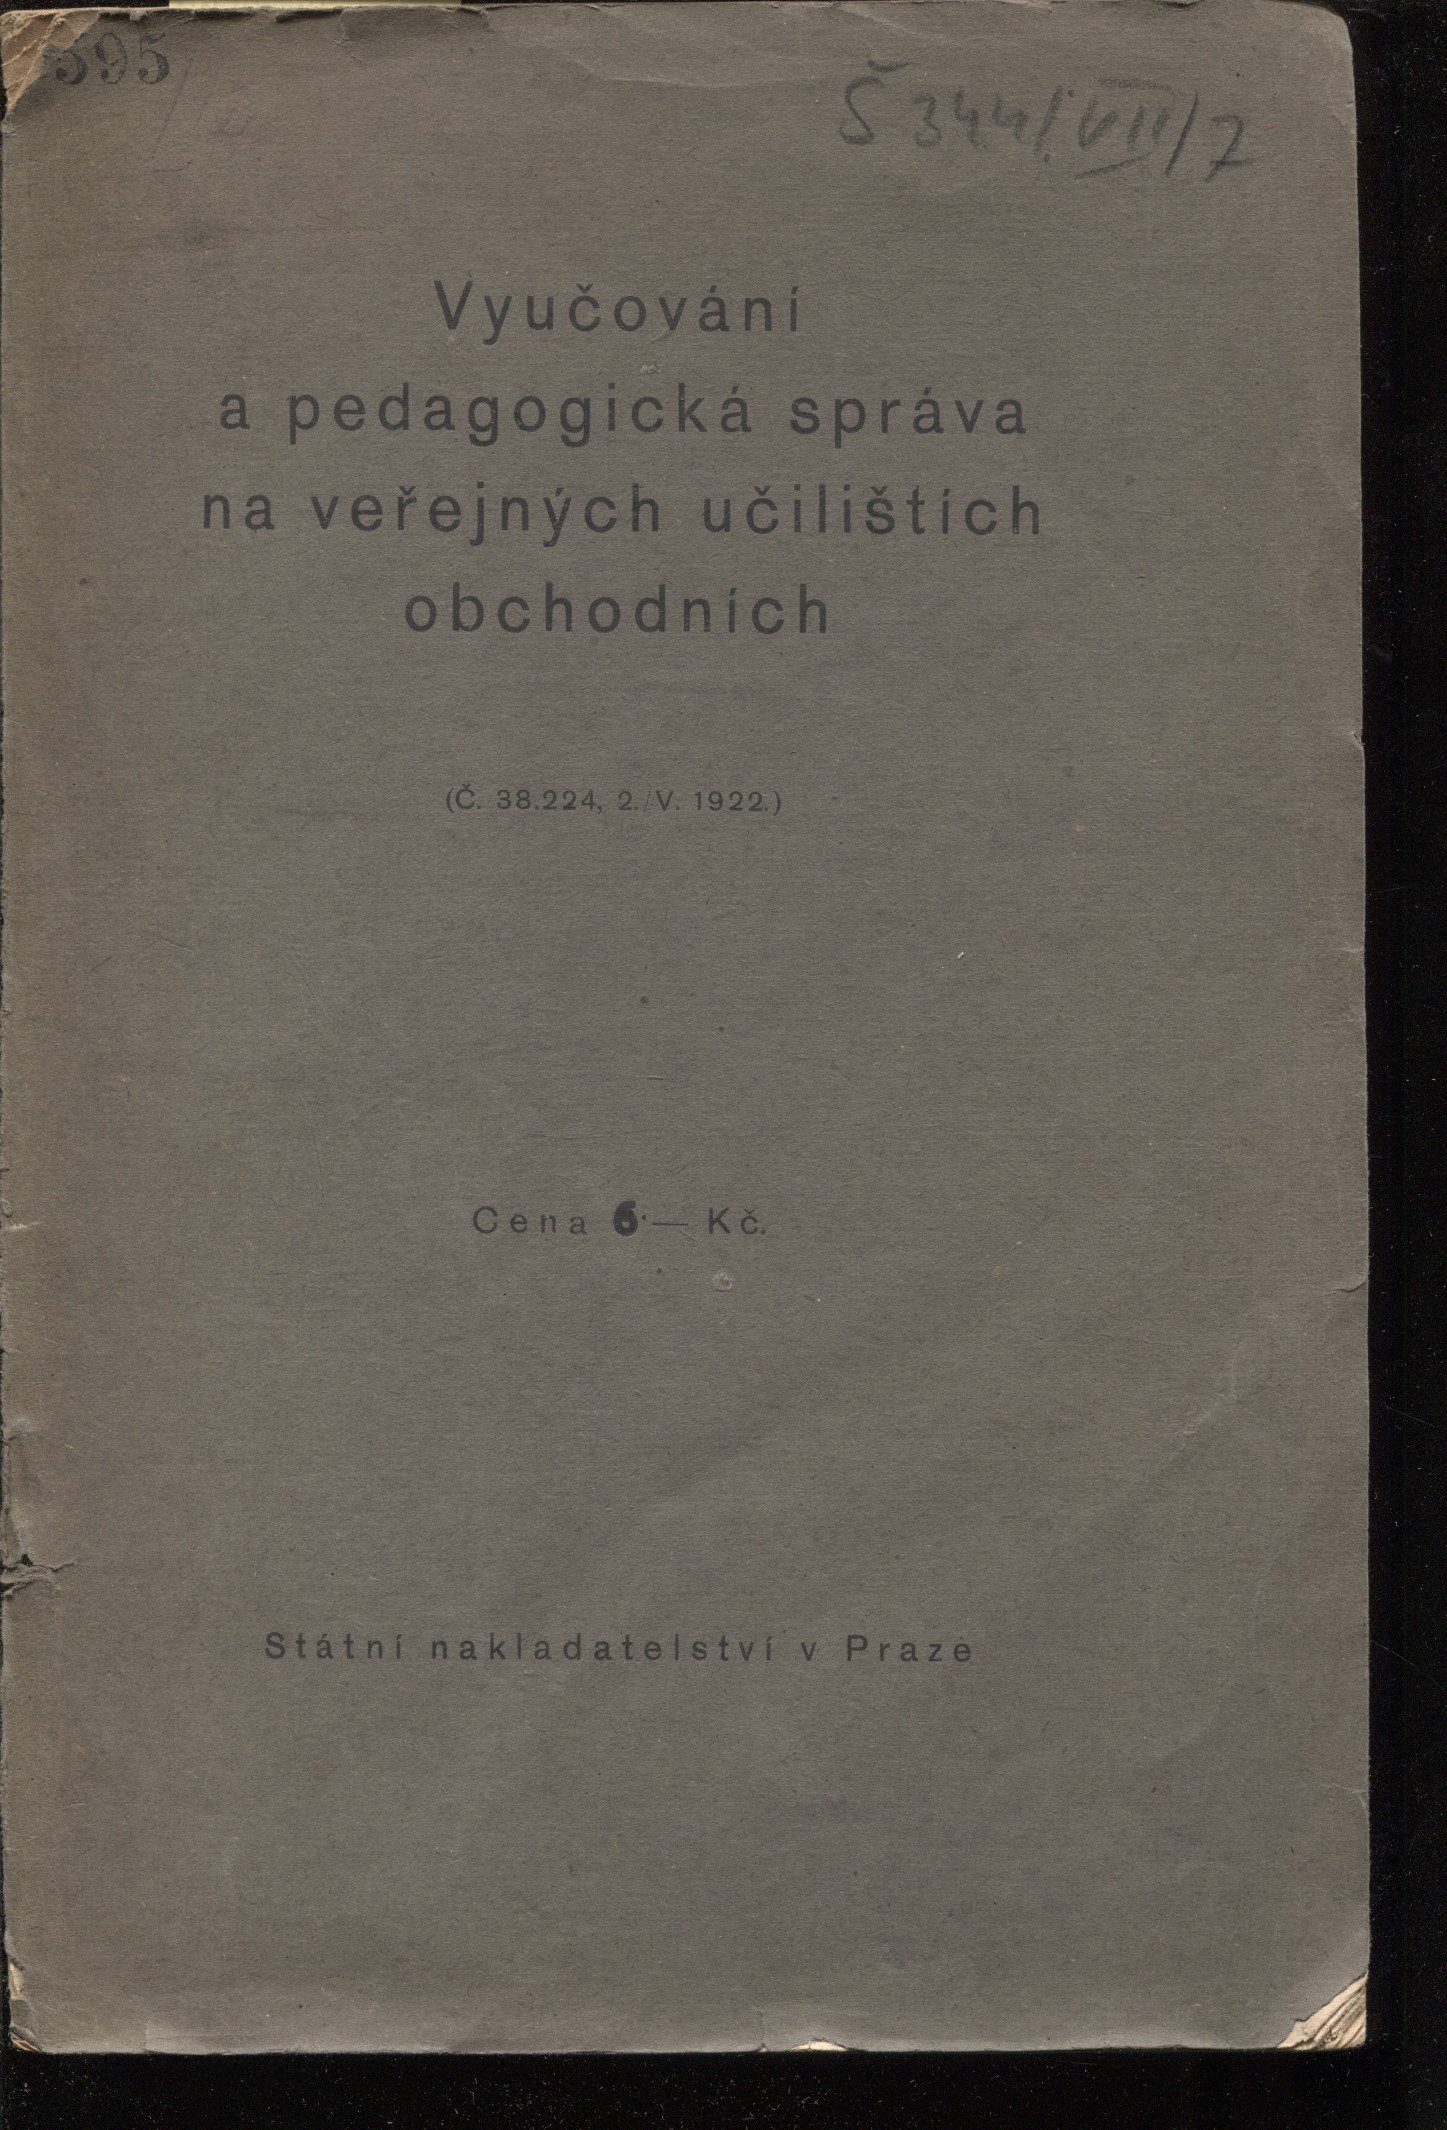 595
Š 344/VII/7
Vyučování
a pedagogická správa
na veřejných učilištích
obchodních
(Č. 38.224, 2./V. 1922.)
Cena 6·— Kč.
Státní nakladatelství v Praze